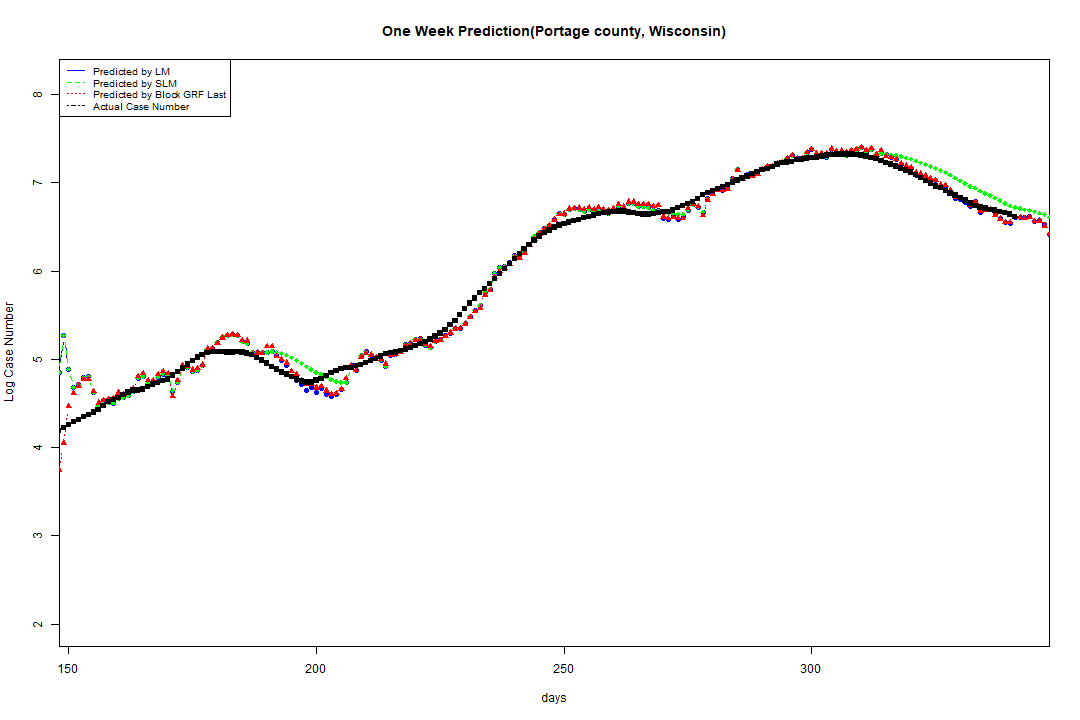 One Week Prediction(Portage county, Wisconsin)
Predicted by LM
Predicted by SLM
Predicted by Block GRF Last
Actual Case Number
8
7
6
5
4
3
2
Log Case Number
150 200 250 300
days